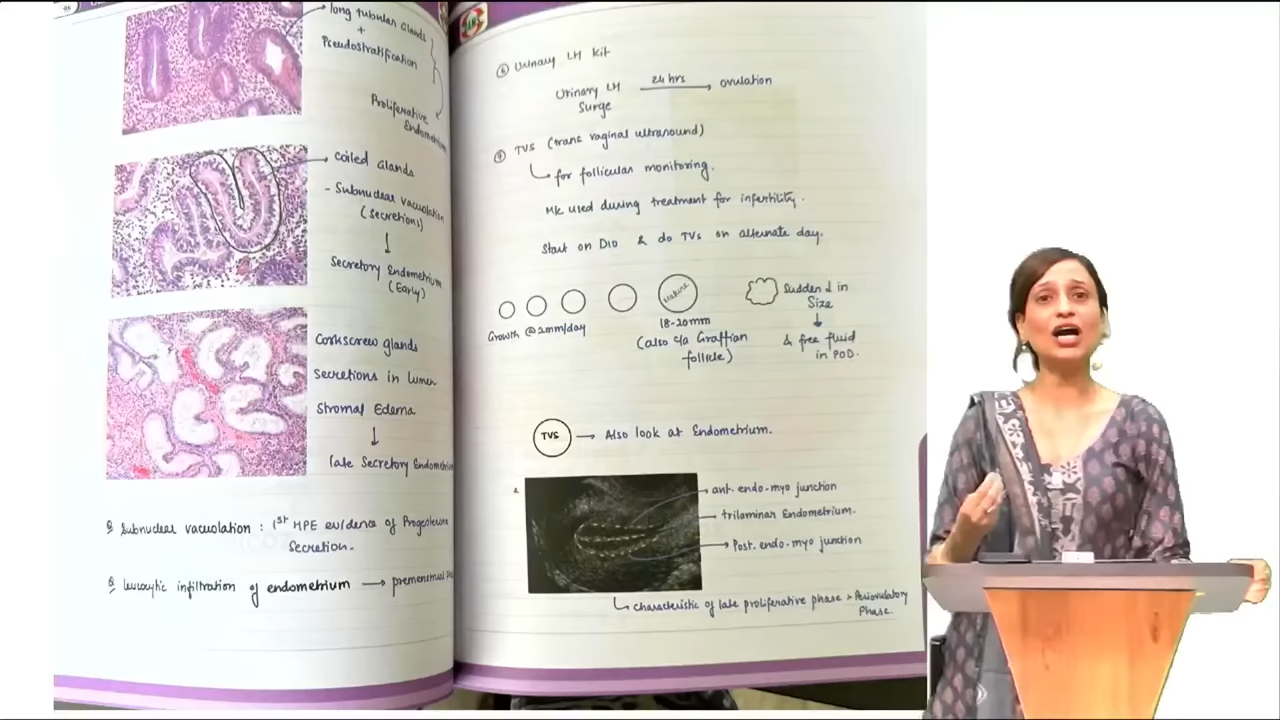 long tubular glands
+
Pseudostratification
Proliferative
Endometrium
coiled glands
- Subnuclear vacuolation
(secretions)
Secretory Endometrium
(Early)
Corkscrew glands
Secretions in lumen
Stromal Edema
late Secretory Endometrium
Subnuclear vacuolation : 1st HPE evidence of Progesterone
Secretion.
leucocytic infiltration of endometrium → premenstrual
⑥ Urinary LH kit
Urinary LH 24 hrs → ovulation
Surge
TVS (trans vaginal ultrasound)
for follicular monitoring.
Mc used during treatment for infertility.
Start on D10 & do TVS on alternate day.
Mature
Sudden ↓ in
Size
Growth @ 2mm/day
18-20mm
(also c/a Graffian
follicle)
& free fluid
in POD.
TVS → Also look at Endometrium.
ant. endo-myo junction
trilaminar Endometrium.
Post. endo-myo junction
characteristic of late proliferative phase > Periovulatory
Phase.